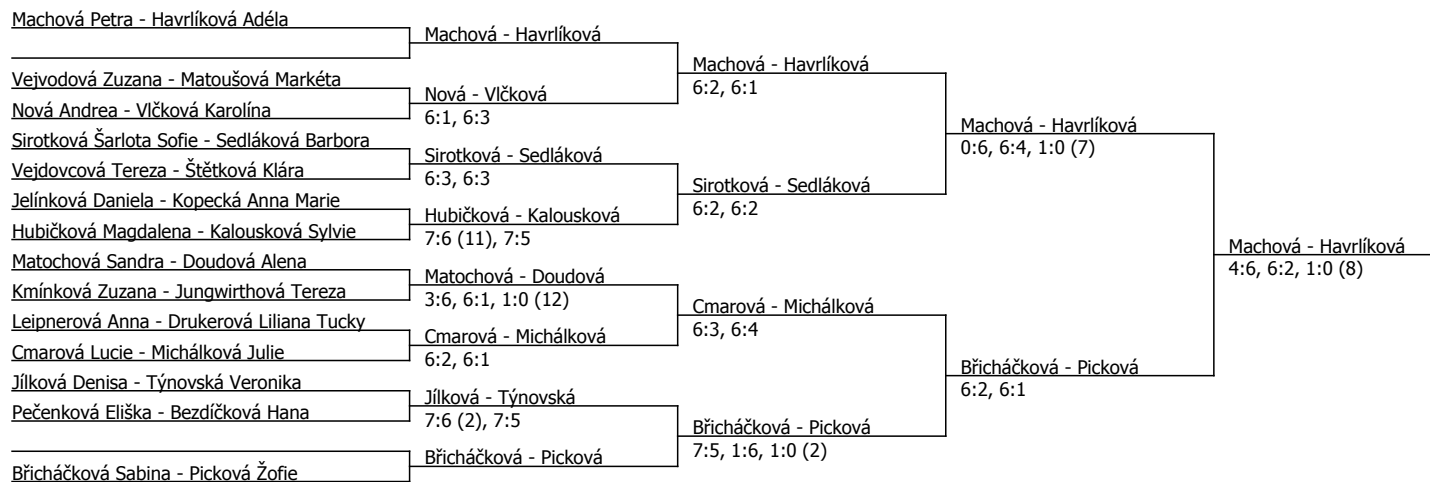 Machová Petra - Havrlíková Adéla
Vejvodová Zuzana - Matoušová Markéta
Nová Andrea - Vlčková Karolína
Sirotková Šarlota Sofie - Sedláková Barbora
Vejdovcová Tereza - Štětková Klára
Jelínková Daniela - Kopecká Anna Marie
Hubičková Magdalena - Kalousková Sylvie
Matochová Sandra - Doudová Alena
Kmínková Zuzana - Jungwirthová Tereza
Leipnerová Anna - Drukerová Liliana Tucky
Cmarová Lucie - Michálková Julie
Jílková Denisa - Týnovská Veronika
Pečenková Eliška - Bezdíčková Hana
Břicháčková Sabina - Picková Žofie
Machová - Havrlíková
Nová - Vlčková
6:1, 6:3
Sirotková - Sedláková
6:3, 6:3
Hubičková - Kalousková
7:6 (11), 7:5
Matochová - Doudová
3:6, 6:1, 1:0 (12)
Cmarová - Michálková
6:2, 6:1
Jílková - Týnovská
7:6 (2), 7:5
Břicháčková - Picková
Machová - Havrlíková
6:2, 6:1
Sirotková - Sedláková
6:2, 6:2
Cmarová - Michálková
6:3, 6:4
Břicháčková - Picková
7:5, 1:6, 1:0 (2)
Machová - Havrlíková
0:6, 6:4, 1:0 (7)
Břicháčková - Picková
6:2, 6:1
Machová - Havrlíková
4:6, 6:2, 1:0 (8)